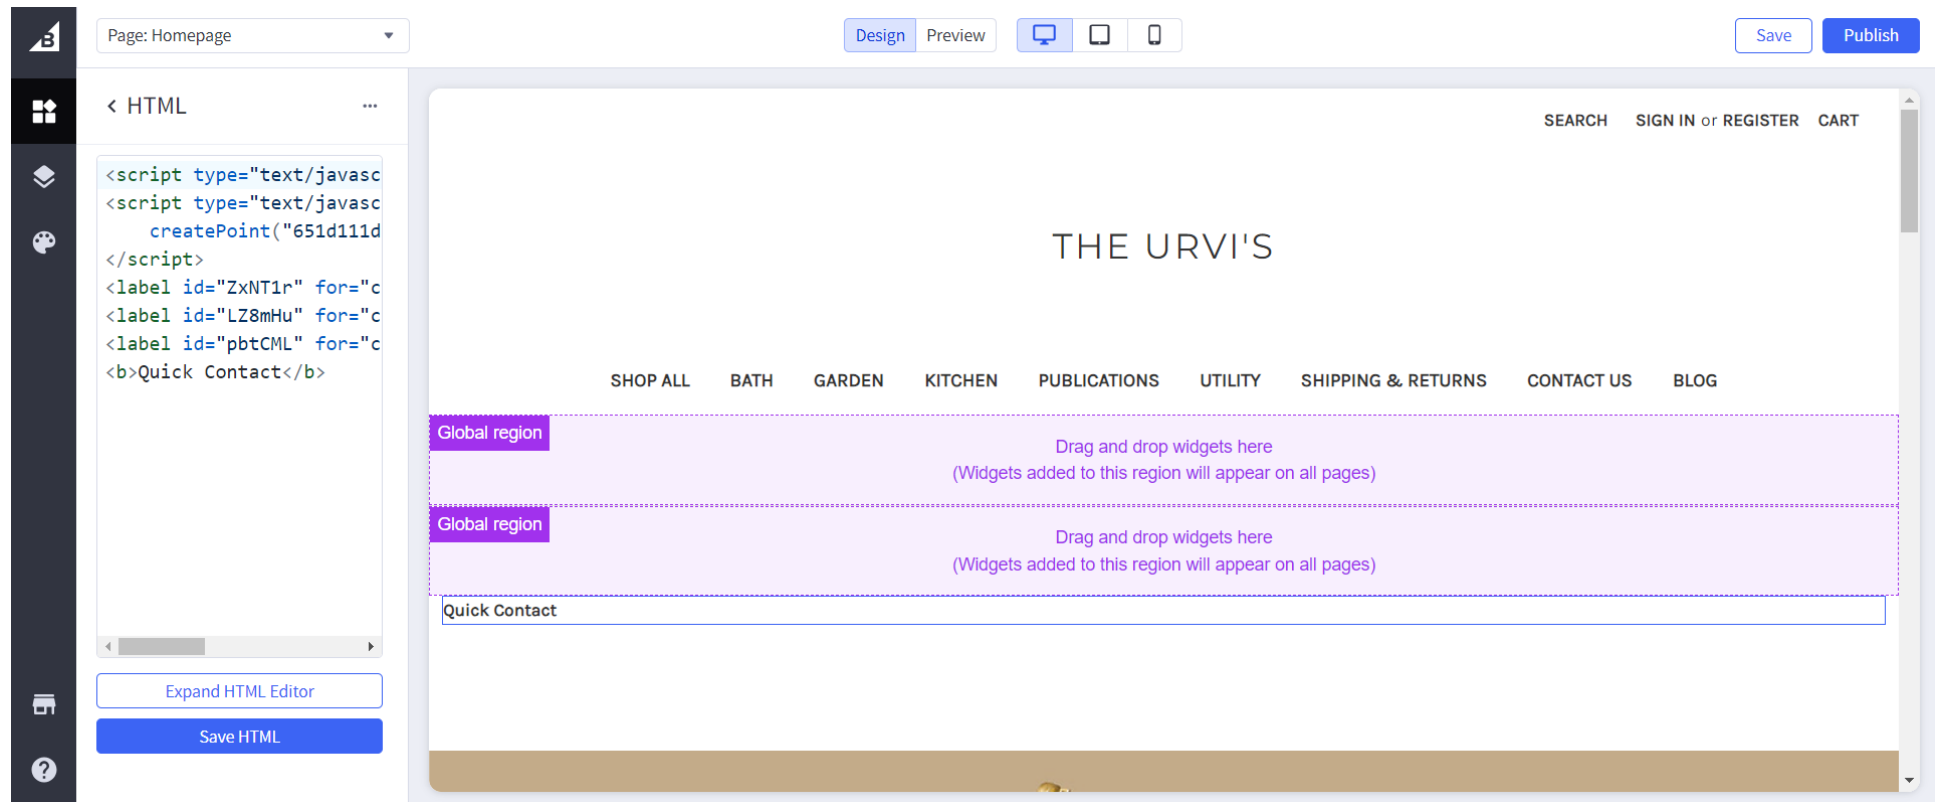 Page: Homepage
Design
Preview
Save
Publish
HTML
<script type="text/javasc
<script type="text/javasc
createPoint("651d111d
</script>
<label id="ZxNT1r" for="c
<label id="LZ8mHu" for="c
<label id="pbtCML" for="c
<b>Quick Contact</b>
Expand HTML Editor
Save HTML
SEARCH SIGN IN or REGISTER CART
THE URVI'S
SHOP ALL BATH GARDEN KITCHEN PUBLICATIONS UTILITY SHIPPING & RETURNS CONTACT US BLOG
Global region
Drag and drop widgets here
(Widgets added to this region will appear on all pages)
Global region
Drag and drop widgets here
(Widgets added to this region will appear on all pages)
Quick Contact